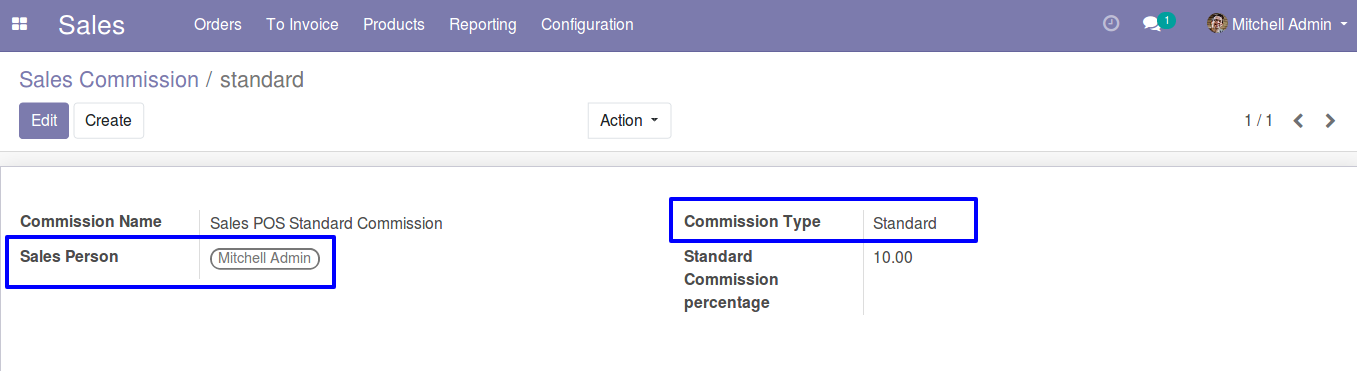 Sales Orders To Invoice Products Reporting Configuration 1 Mitchell Admin
Sales Commission / standard
Edit Create Action 1 / 1
Commission Name Sales POS Standard Commission
Commission Type Standard
Sales Person Mitchell Admin
Standard 10.00
Commission
percentage